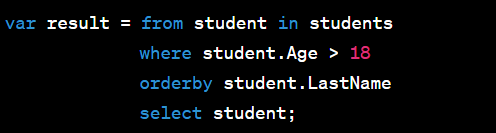 var result = from student in students
where student.Age > 18
orderby student.LastName
select student;